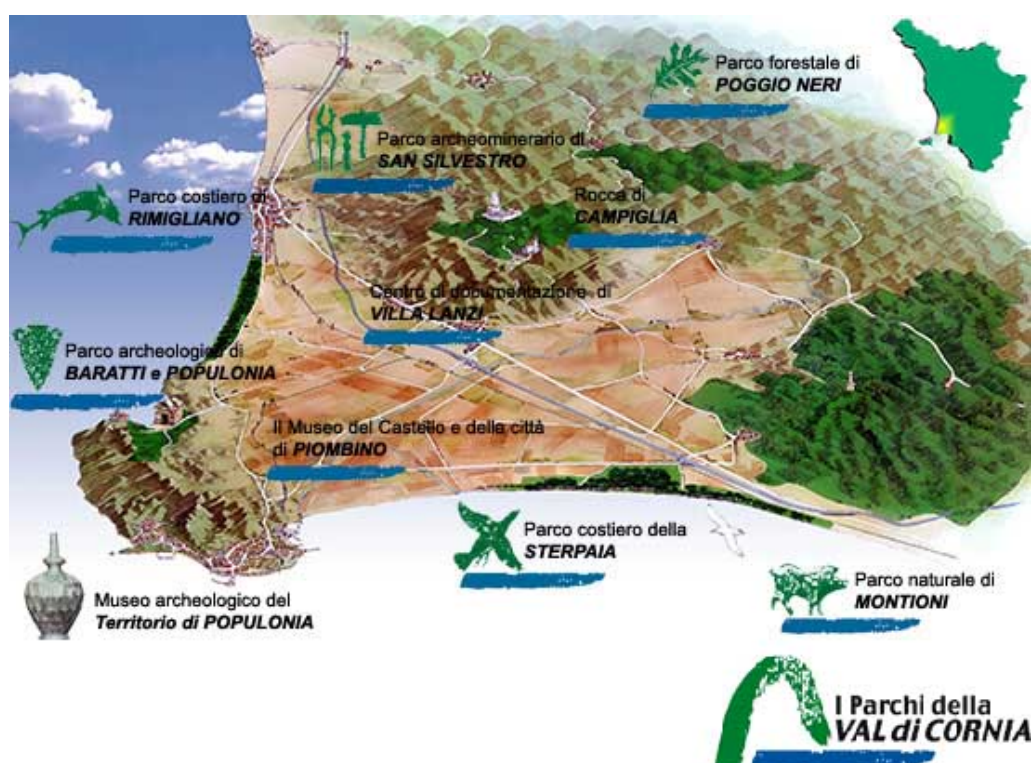 Parco forestale di
POGGIO NERI
Parco archeominerario di
SAN SILVESTRO
Parco costiero di
RIMIGLIANO
Rocca di
CAMPIGLIA
Centro di documentazione di
VILLA LANZI
Parco archeologico di
BARATTI e POPULONIA
Il Museo del Castello e della città
di PIOMBINO
Parco costiero della
STERPAIA
Parco naturale di
MONTIONI
Museo archeologico del
Territorio di POPULONIA
I Parchi della
VAL di CORNIA